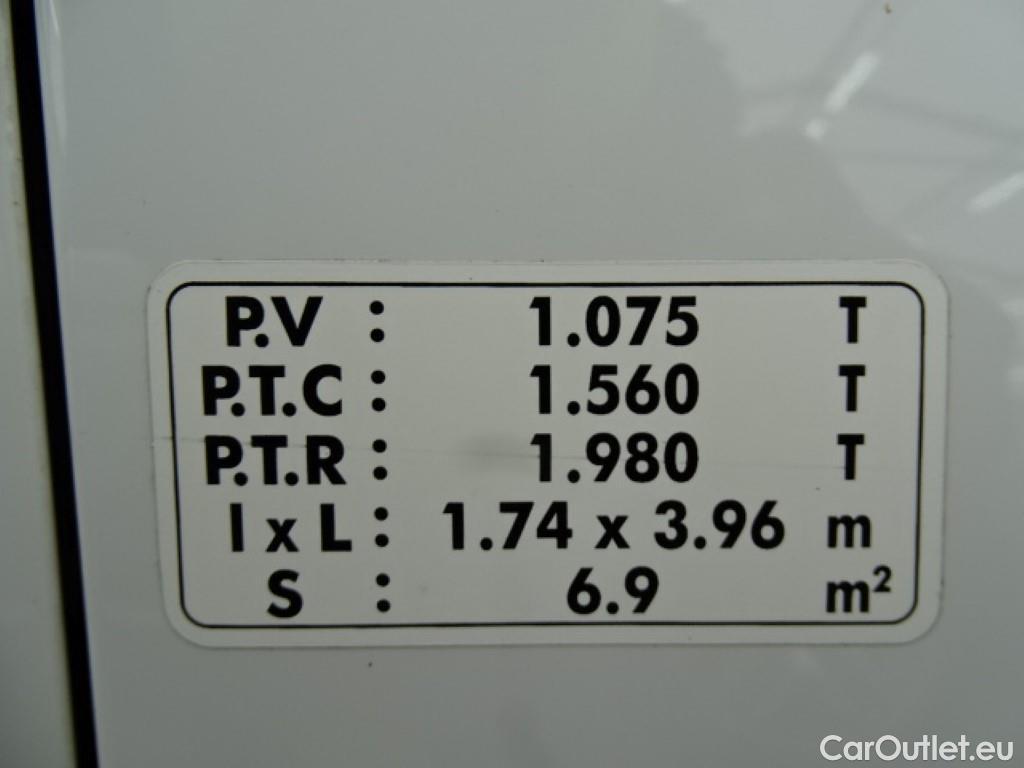 P.V : 1.075 T
P.T.C : 1.560 T
P.T.R : 1.980 T
l x L : 1.74 x 3.96 m
S : 6.9 m²
CarOutlet.eu